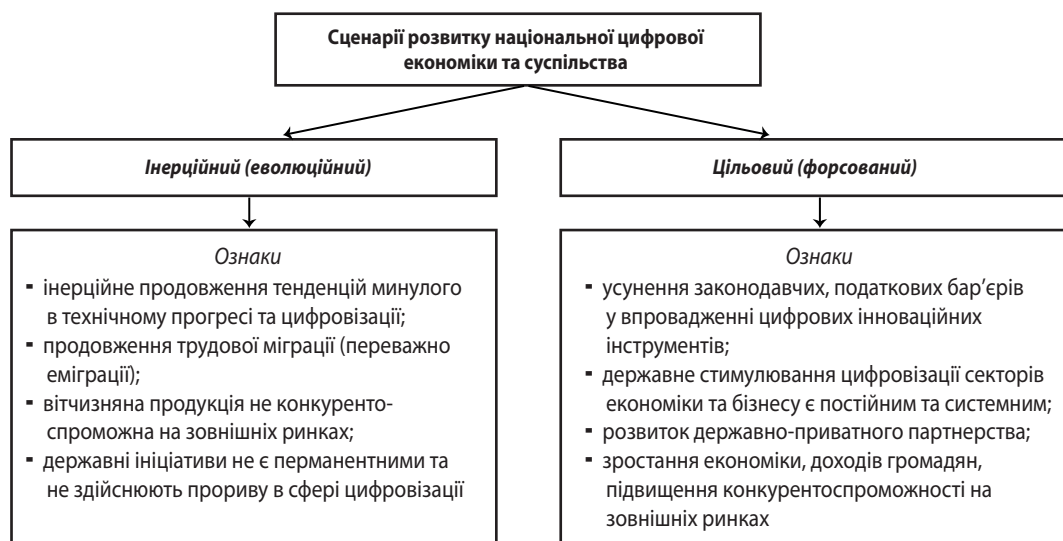 Сценарії розвитку національної цифрової
економіки та суспільства
Інерційний (еволюційний)
Цільовий (форсований)
Ознаки
- інерційне продовження тенденцій минулого
в технічному прогресі та цифровізації;
- продовження трудової міграції (переважно
еміграції);
- вітчизняна продукція не конкуренто-
спроможна на зовнішніх ринках;
- державні ініціативи не є перманентними та
не здійснюють прориву в сфері цифровізації
Ознаки
- усунення законодавчих, податкових бар’єрів
у впровадженні цифрових інноваційних
інструментів;
- державне стимулювання цифровізації секторів
економіки та бізнесу є постійним та системним;
- розвиток державно-приватного партнерства;
- зростання економіки, доходів громадян,
підвищення конкурентоспроможності на
зовнішніх ринках